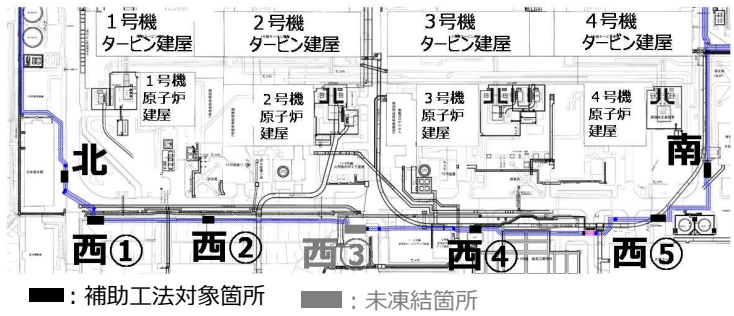 1号機
タービン建屋
2号機
タービン建屋
3号機
タービン建屋
4号機
タービン建屋
1号機
原子炉
建屋
2号機
原子炉
建屋
3号機
原子炉
建屋
4号機
原子炉
建屋
北
南
西①
西②
西③
西④
西⑤
：補助工法対象箇所
：未凍結箇所